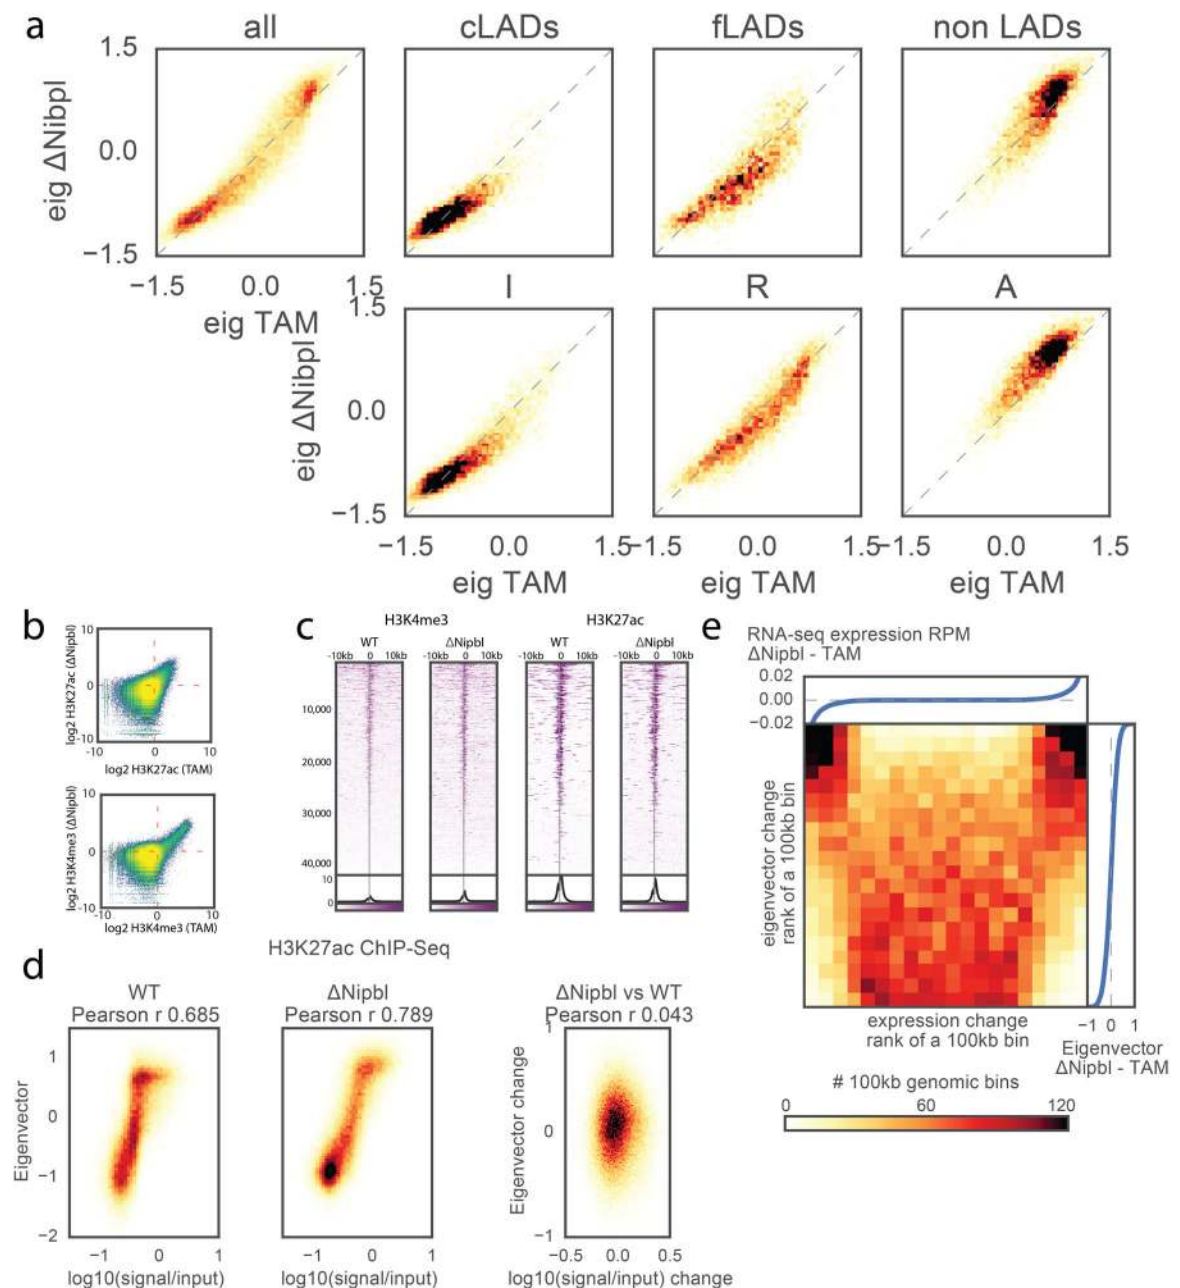 a
all
cLADs
fLADs
non LADs
1.5
0.0
−1.5
eig ΔNibpl
−1.5
0.0
1.5
eig TAM
I
R
A
1.5
0.0
−1.5
eig ΔNibpl
−1.5
0.0
1.5
−1.5
0.0
1.5
−1.5
0.0
1.5
eig TAM
eig TAM
eig TAM
b
10
0
-10
log2 H3K27ac (ΔNipbl)
-10
0
10
log2 H3K27ac (TAM)
10
0
-10
log2 H3K4me3 (ΔNipbl)
-10
0
10
log2 H3K4me3 (TAM)
c
H3K4me3
H3K27ac
WT
ΔNipbl
WT
ΔNipbl
-10kb 0 10kb
-10kb 0 10kb
-10kb 0 10kb
-10kb 0 10kb
10,000
20,000
30,000
40,000
10
0
d
H3K27ac ChIP-Seq
WT
Pearson r 0.685
ΔNipbl
Pearson r 0.789
ΔNipbl vs WT
Pearson r 0.043
Eigenvector
1
0
−1
−2
−1
0
1
log10(signal/input)
−1
0
1
log10(signal/input)
Eigenvector change
1
0
−1
−0.5
0.0
0.5
log10(signal/input) change
e
RNA-seq expression RPM
ΔNipbl - TAM
0.02
0.00
−0.02
eigenvector change
rank of a 100kb bin
expression change
rank of a 100kb bin
−1 0 1
Eigenvector
ΔNipbl - TAM
# 100kb genomic bins
0
60
120